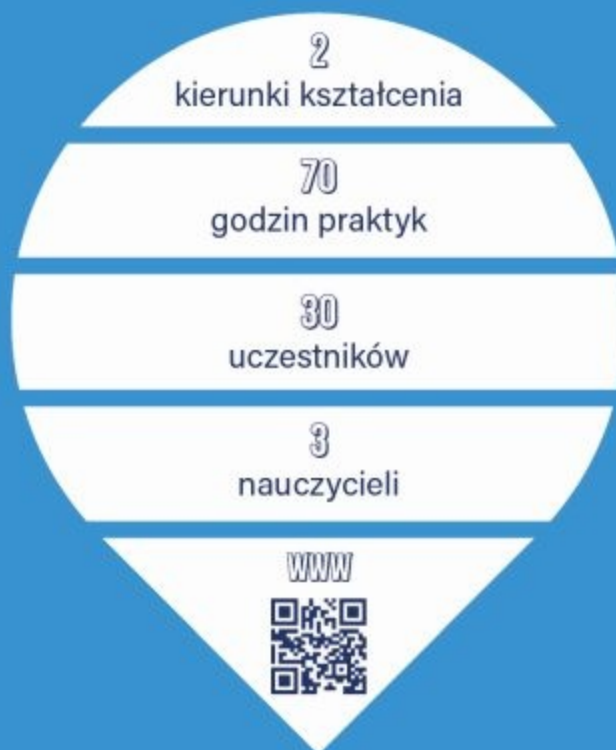 2
kierunki kształcenia
70
godzin praktyk
30
uczestników
3
nauczycieli
WWW